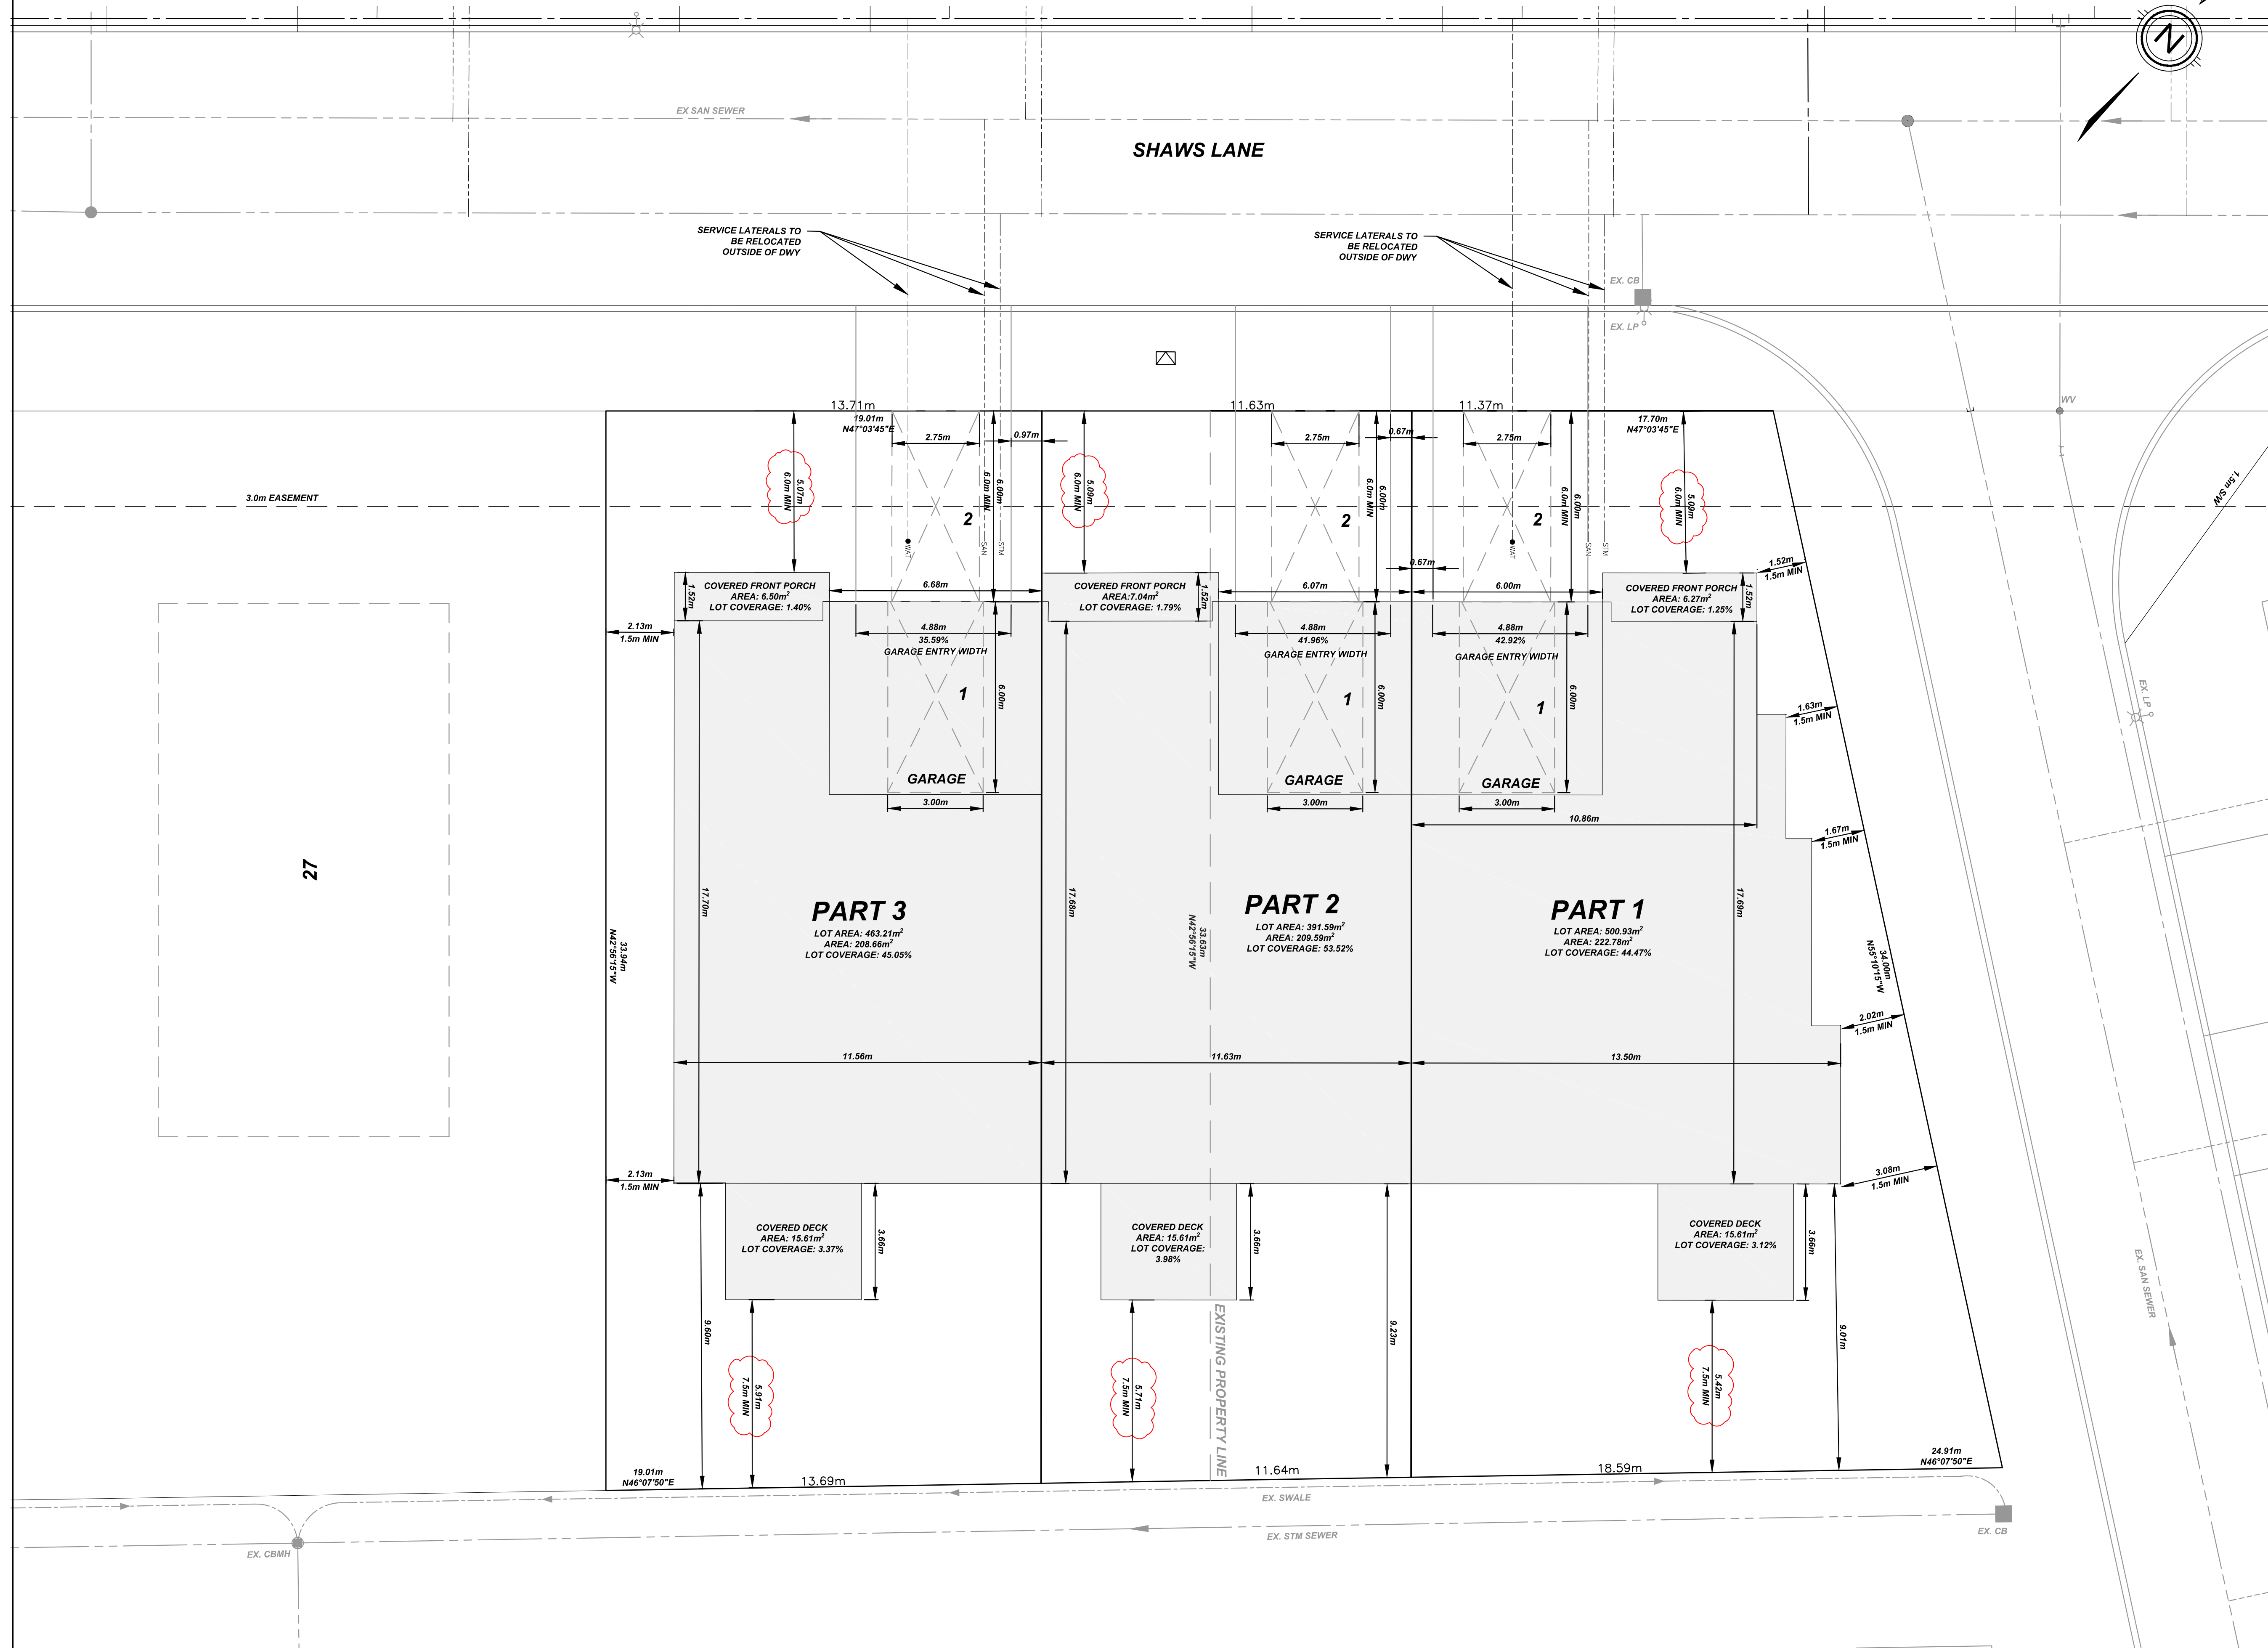 N
EX SAN SEWER
SHAWS LANE
SERVICE LATERALS TO
BE RELOCATED
OUTSIDE OF DWY
SERVICE LATERALS TO
BE RELOCATED
OUTSIDE OF DWY
EX. CB
EX. LP
WV
1.5m S/W
13.71m
19.01m
N47°03'45"E
11.63m
11.37m
17.70m
N47°03'45"E
2.75m
0.97m
2.75m
0.67m
2.75m
5.07m
6.0m MIN
6.00m
6.0m MIN
5.09m
6.0m MIN
6.00m
6.0m MIN
6.00m
6.0m MIN
5.09m
6.0m MIN
3.0m EASEMENT
2
2
2
WAT
SAN
STM
WAT
SAN
STM
0.67m
1.52m
1.5m MIN
1.52m
COVERED FRONT PORCH
AREA: 6.50m²
LOT COVERAGE: 1.40%
6.68m
COVERED FRONT PORCH
AREA:7.04m²
LOT COVERAGE: 1.79%
1.52m
6.07m
6.00m
COVERED FRONT PORCH
AREA: 6.27m²
LOT COVERAGE: 1.25%
1.52m
2.13m
1.5m MIN
4.88m
35.59%
GARAGE ENTRY WIDTH
4.88m
41.96%
GARAGE ENTRY WIDTH
4.88m
42.92%
GARAGE ENTRY WIDTH
1
6.00m
1
6.00m
1
6.00m
1.63m
1.5m MIN
EX. LP
GARAGE
GARAGE
GARAGE
3.00m
3.00m
3.00m
10.86m
1.67m
1.5m MIN
27
17.70m
17.68m
17.69m
PART 3
LOT AREA: 463.21m²
AREA: 208.66m²
LOT COVERAGE: 45.05%
PART 2
LOT AREA: 391.59m²
AREA: 209.59m²
LOT COVERAGE: 53.52%
PART 1
LOT AREA: 500.93m²
AREA: 222.78m²
LOT COVERAGE: 44.47%
33.94m
N42°56'15"W
33.63m
N42°56'15"W
34.00m
N55°10'15"W
2.02m
1.5m MIN
11.56m
11.63m
13.50m
2.13m
1.5m MIN
3.08m
1.5m MIN
COVERED DECK
AREA: 15.61m²
LOT COVERAGE: 3.37%
3.66m
COVERED DECK
AREA: 15.61m²
LOT COVERAGE:
3.98%
3.66m
COVERED DECK
AREA: 15.61m²
LOT COVERAGE: 3.12%
3.66m
EX. SAN SEWER
9.60m
5.91m
7.5m MIN
5.71m
7.5m MIN
EXISTING PROPERTY LINE
9.23m
5.42m
7.5m MIN
9.01m
19.01m
N46°07'50"E
13.69m
11.64m
18.59m
24.91m
N46°07'50"E
EX. SWALE
EX. STM SEWER
EX. CBMH
EX. CB